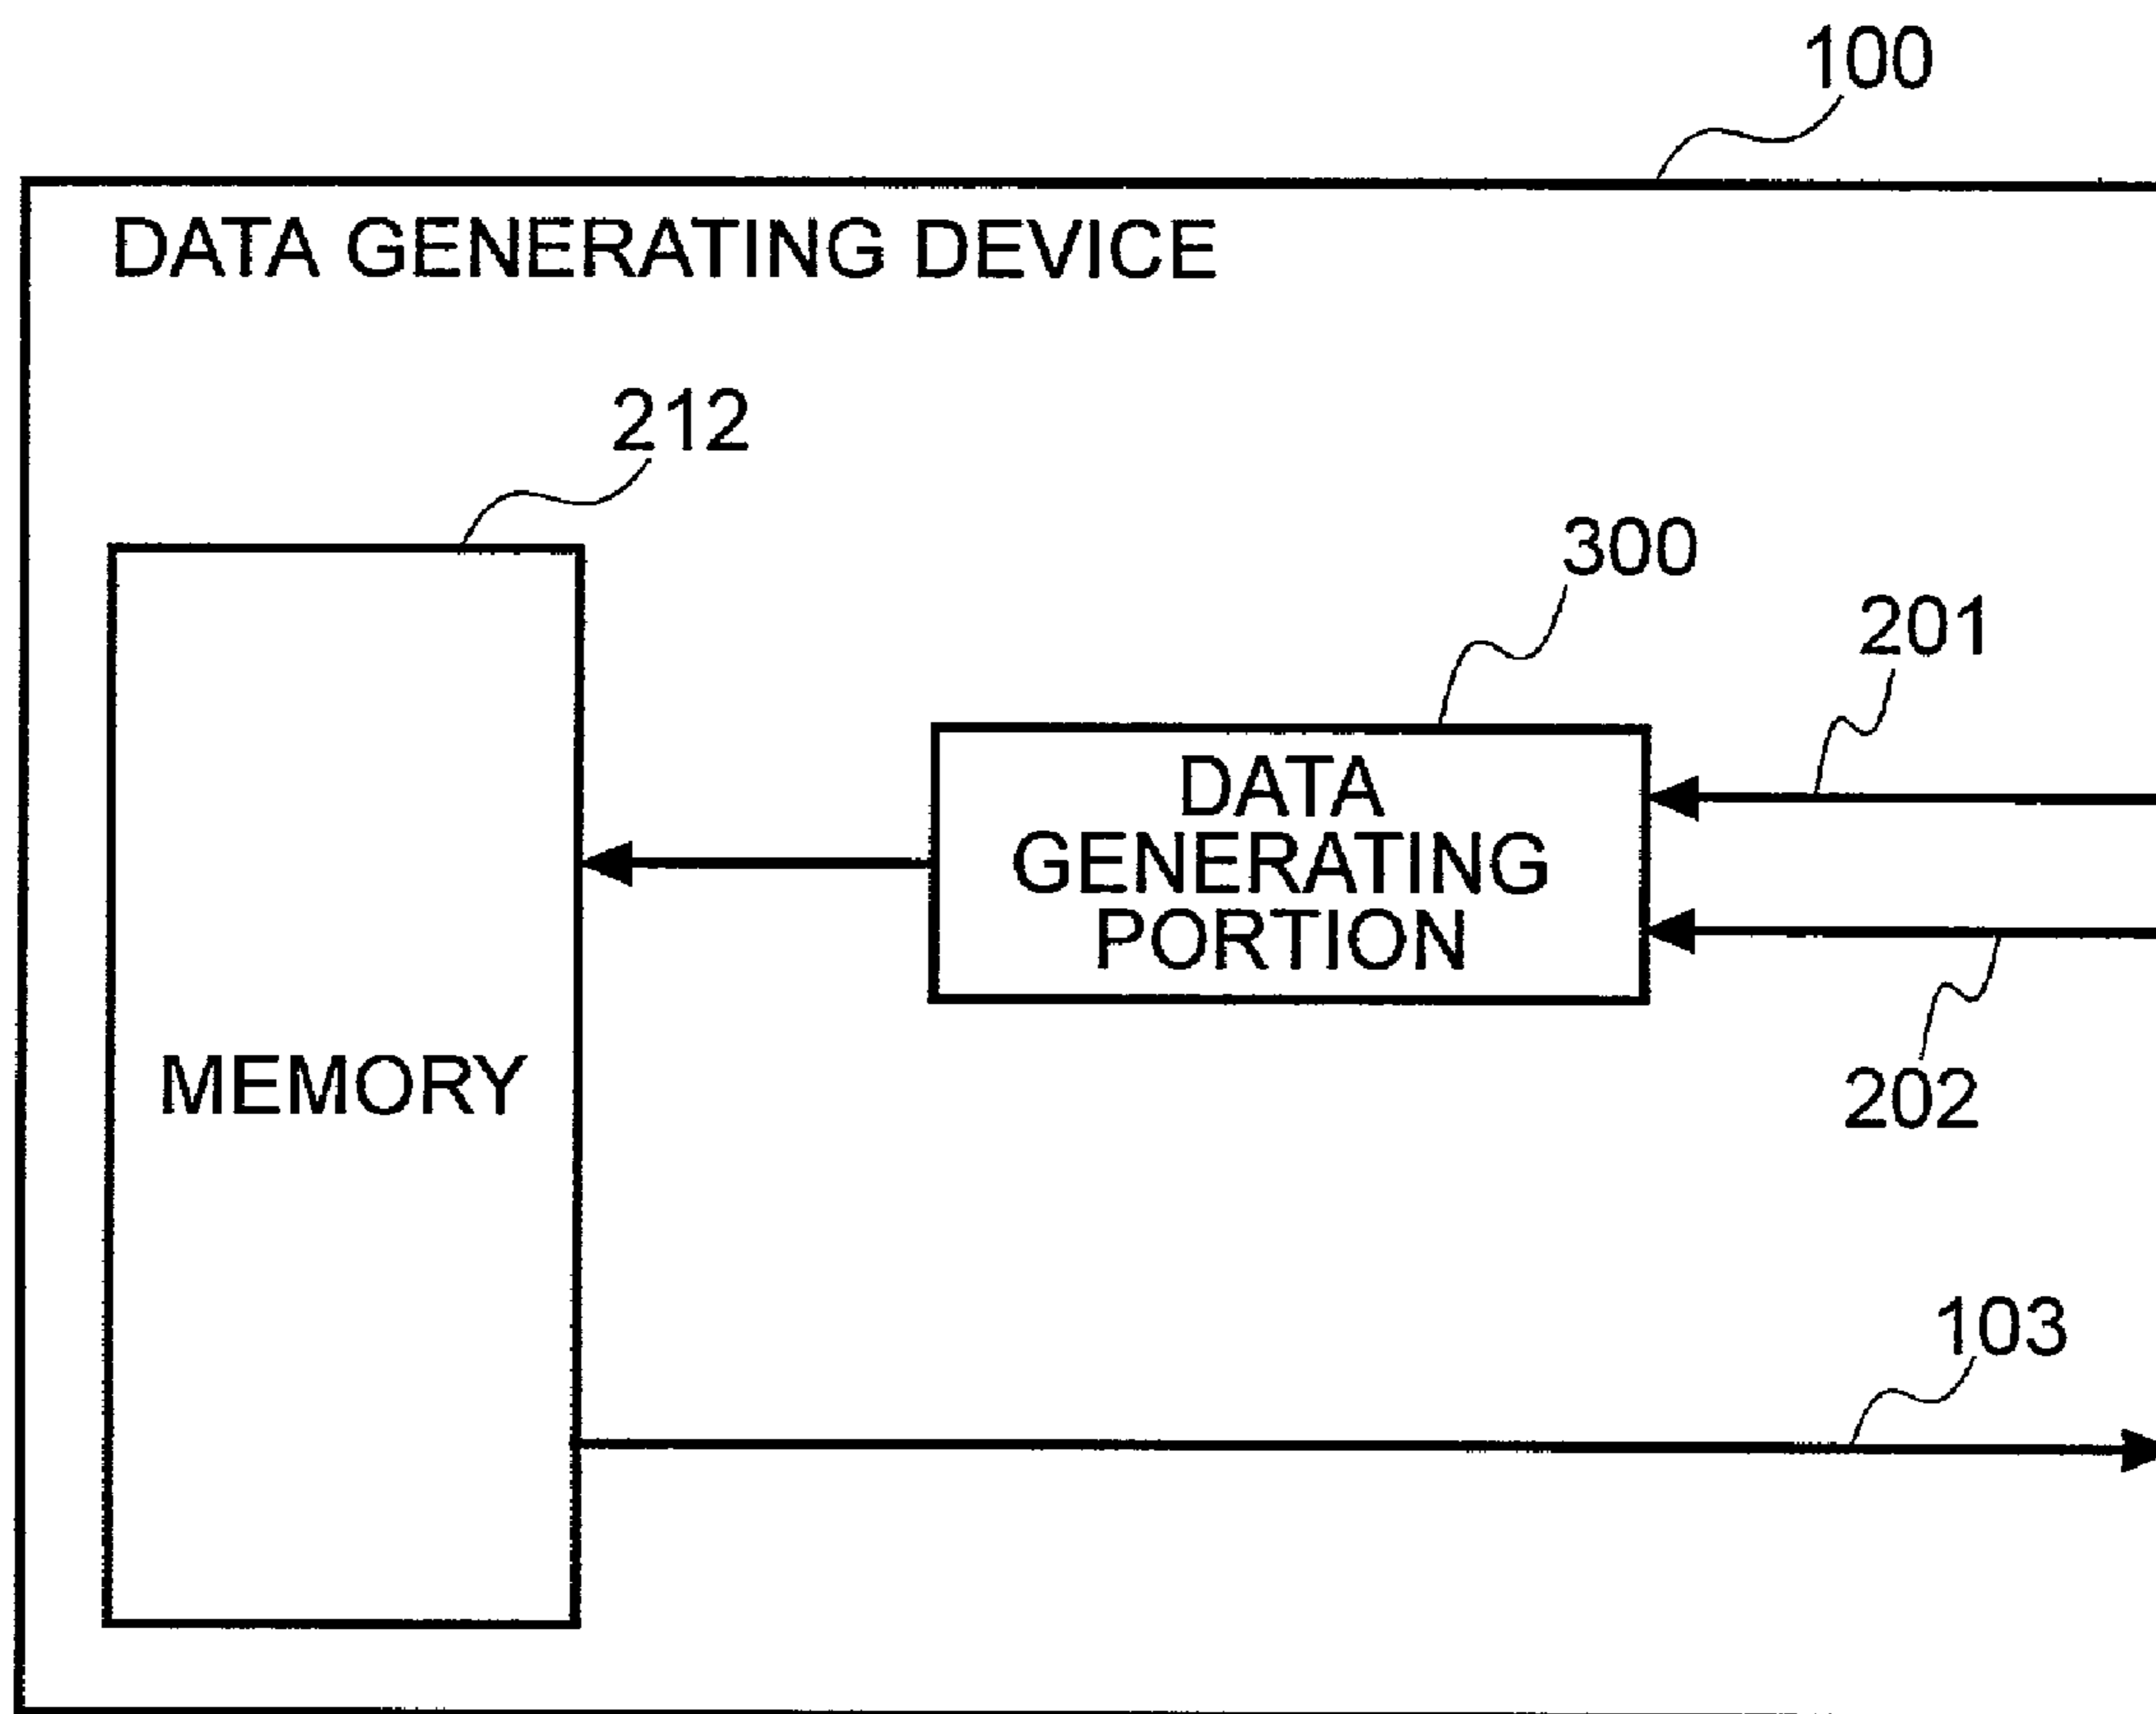 100
DATA GENERATING DEVICE
212
300
201
DATA
GENERATING
PORTION
MEMORY
202
103